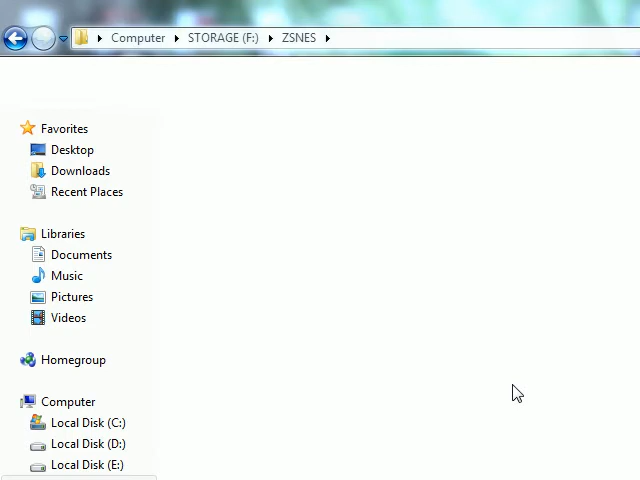 Computer STORAGE (F:) ZSNES
Favorites
Desktop
Downloads
Recent Places
Libraries
Documents
Music
Pictures
Videos
Homegroup
Computer
Local Disk (C:)
Local Disk (D:)
Local Disk (E:)